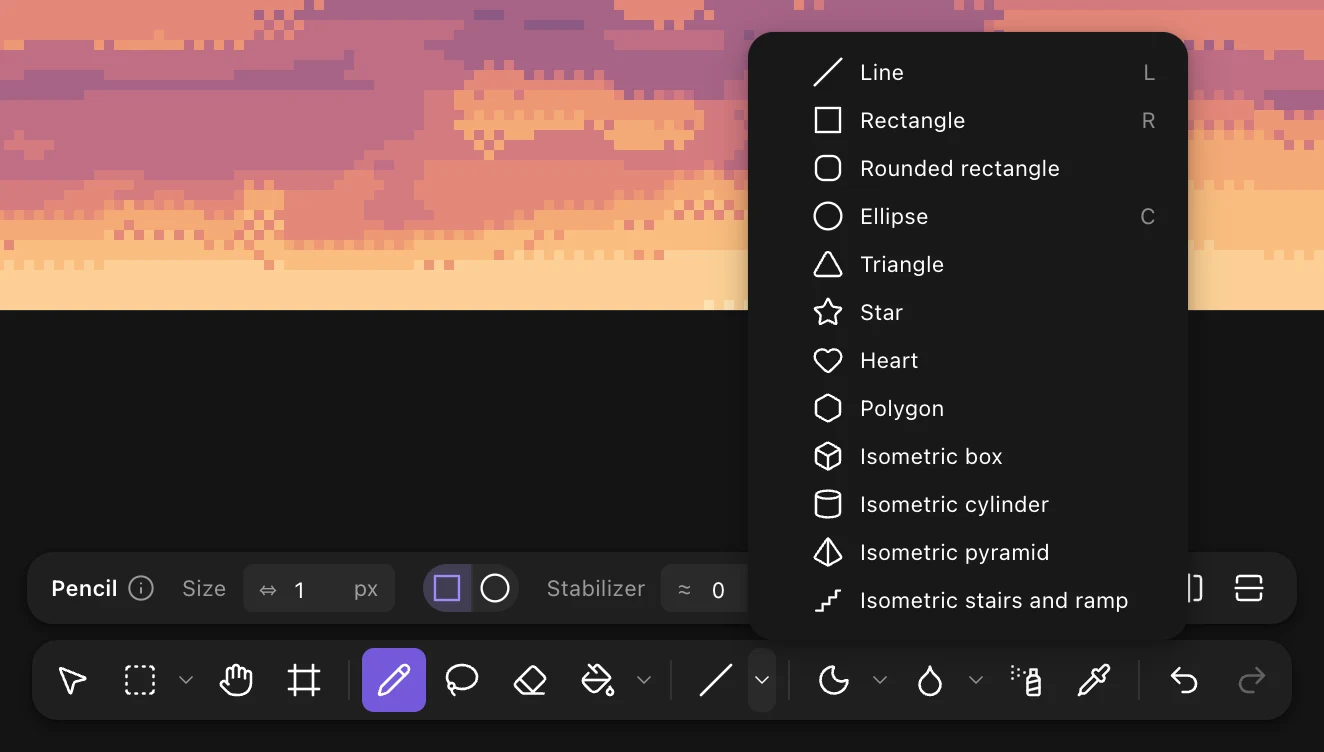 Line L
Rectangle R
Rounded rectangle
Ellipse C
Triangle
Star
Heart
Polygon
Isometric box
Isometric cylinder
Isometric pyramid
Isometric stairs and ramp
Pencil Size 1 px Stabilizer ≈ 0